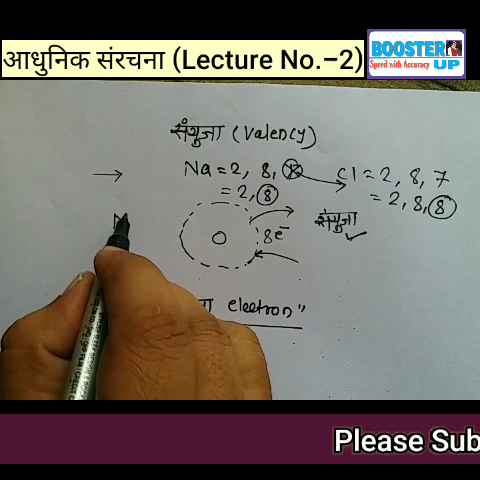 आधुनिक संरचना (Lecture No.–2)
BOOSTER
Speed with Accuracy UP
संयुजा (Valency)
→ Na = 2, 8, Cl = 2, 8, 7
= 2, 8 = 2, 8, 8
8e⁻ संयुजा ✓
electron"
Please Sub